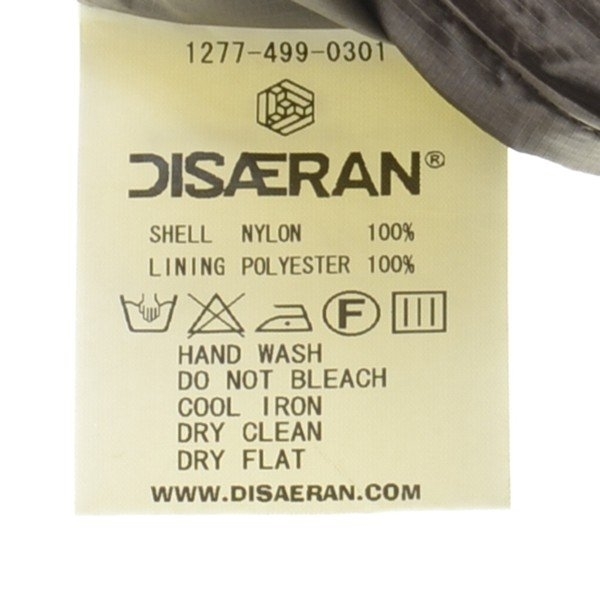 1277-499-0301
DISÆRAN®
SHELL NYLON 100%
LINING POLYESTER 100%
F
HAND WASH
DO NOT BLEACH
COOL IRON
DRY CLEAN
DRY FLAT
WWW.DISAERAN.COM